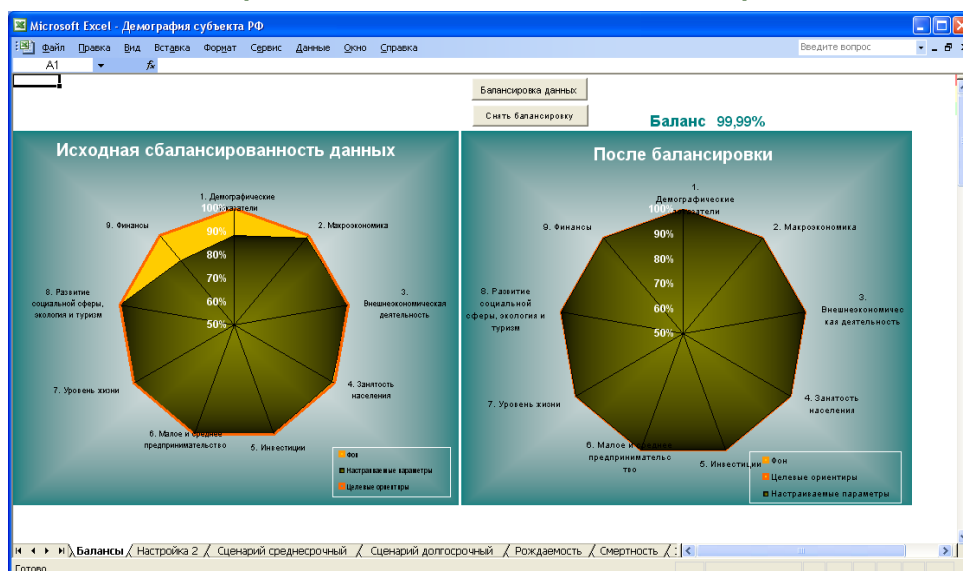 Microsoft Excel - Демография субъекта РФ
Файл Правка Вид Вставка Формат Сервис Данные Окно Справка
Введите вопрос
A1
fx
Балансировка данных
Снять балансировку
Баланс 99,99%
Исходная сбалансированность данных
1. Демографические
100%
90%
80%
70%
60%
50%
2. Макроэкономика
3.
Внешнеэкономическая
деятельность
4. Занятость
населения
5. Инвестиции
6. Малое и среднее
предпринимательство
7. Уровень жизни
8. Развитие
социальной сферы,
экология и туризм
9. Финансы
Фон
Настраиваемые параметры
Целевые ориентиры
После балансировки
1.
Демографические
100%
90%
80%
70%
60%
50%
2. Макроэкономика
3.
Внешнеэкономичес
кая деятельность
4. Занятость
населения
5. Инвестиции
6. Малое и среднее
предпринимательс
тво
7. Уровень жизни
8. Развитие
социальной
сферы, экология и
туризм
9. Финансы
Фон
Целевые ориентиры
Настраиваемые параметры
Балансы / Настройка 2 / Сценарий среднесрочный / Сценарий долгосрочный / Рождаемость / Смертность /
Готово